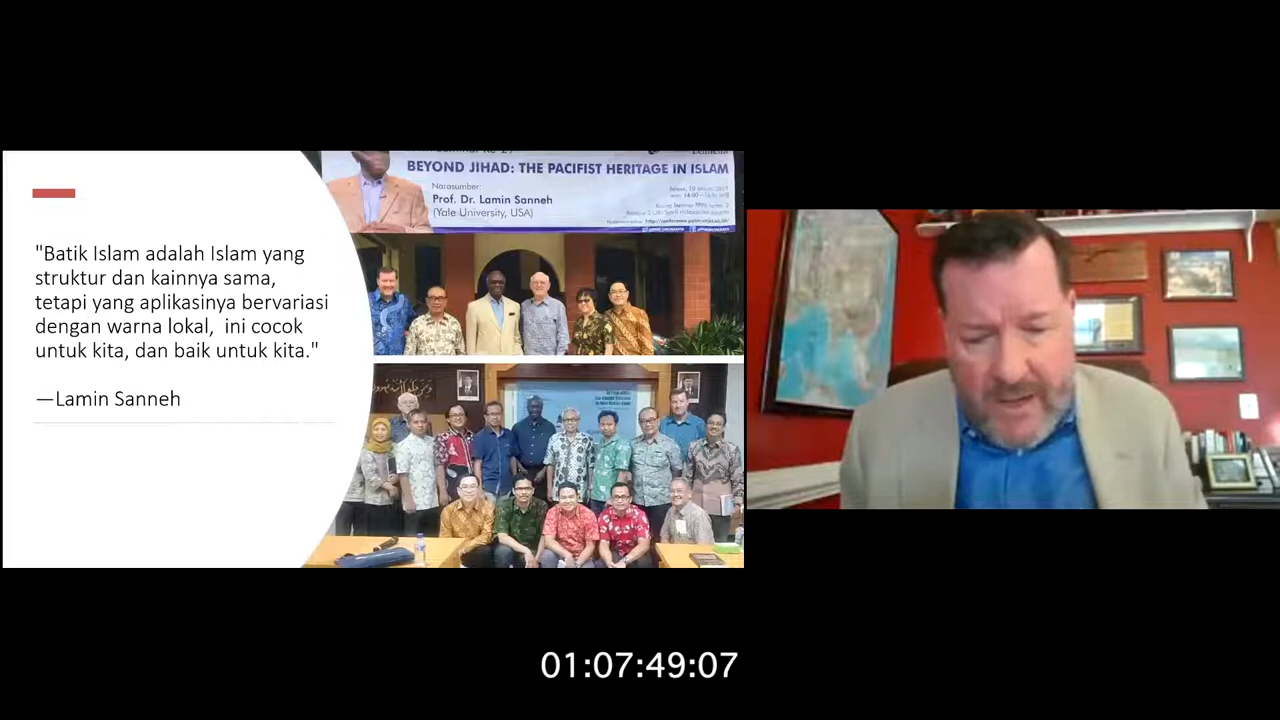 "Batik Islam adalah Islam yang
struktur dan kainnya sama,
tetapi yang aplikasinya bervariasi
dengan warna lokal, ini cocok
untuk kita, dan baik untuk kita."
—Lamin Sanneh
BEYOND JIHAD: THE PACIFIST HERITAGE IN ISLAM
Narasumber:
Prof. Dr. Lamin Sanneh
(Yale University, USA)
01:07:49:07